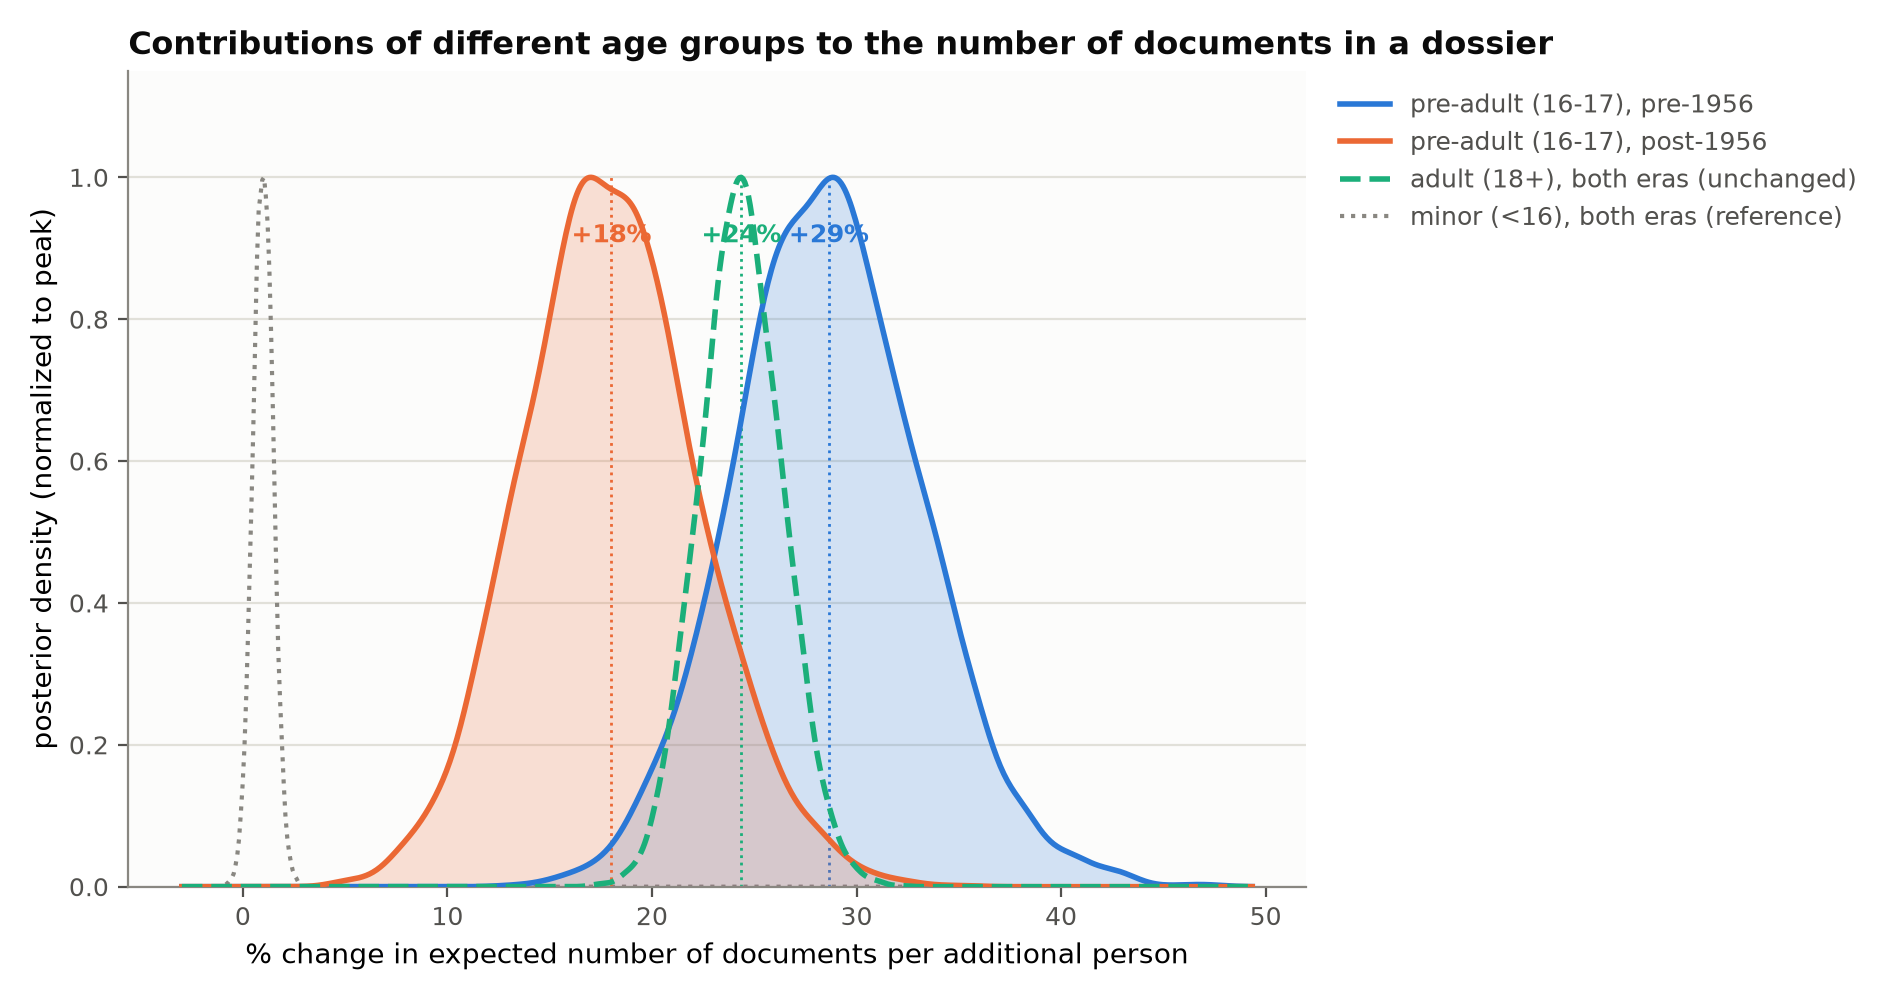 Contributions of different age groups to the number of documents in a dossier
pre-adult (16-17), pre-1956
pre-adult (16-17), post-1956
adult (18+), both eras (unchanged)
minor (<16), both eras (reference)
posterior density (normalized to peak)
1.0
0.8
0.6
0.4
0.2
0.0
+18%
+24%
+29%
0
10
20
30
40
50
% change in expected number of documents per additional person